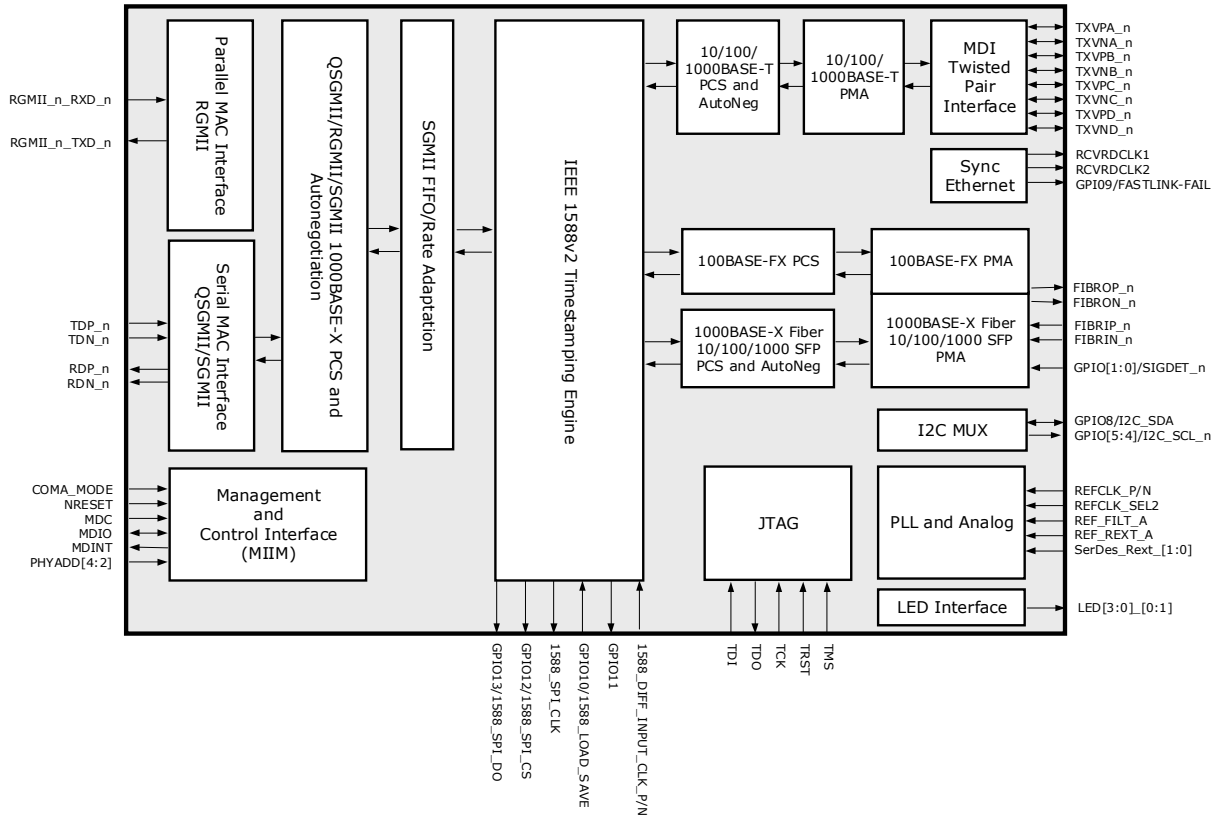 RGMII_n_RXD_n
RGMII_n_TXD_n
TDP_n
TDN_n
RDP_n
RDN_n
COMA_MODE
NRESET
MDC
MDIO
MDINT
PHYADD[4:2]
Parallel MAC Interface
RGMII
Serial MAC Interface
QSGMII/SGMII
Management
and
Control Interface
(MIIM)
QSGMII/RGMII/SGMII 1000BASE-X PCS and
Autonegotiation
SGMII FIFO/Rate Adaptation
IEEE 1588v2 Timestamping Engine
10/100/
1000BASE-T
PCS and
AutoNeg
10/100/
1000BASE-T
PMA
MDI
Twisted
Pair
Interface
Sync
Ethernet
100BASE-FX PCS
100BASE-FX PMA
1000BASE-X Fiber
10/100/1000 SFP
PCS and AutoNeg
1000BASE-X Fiber
10/100/1000 SFP
PMA
I2C MUX
JTAG
PLL and Analog
LED Interface
TXVPA_n
TXVNA_n
TXVPB_n
TXVNB_n
TXVPC_n
TXVNC_n
TXVPD_n
TXVND_n
RCVRDCLK1
RCVRDCLK2
GPI09/FASTLINK-FAIL
FIBROP_n
FIBRON_n
FIBRIP_n
FIBRIN_n
GPIO[1:0]/SIGDET_n
GPIO8/I2C_SDA
GPIO[5:4]/I2C_SCL_n
REFCLK_P/N
REFCLK_SEL2
REF_FILT_A
REF_REXT_A
SerDes_Rext_[1:0]
LED[3:0]_[0:1]
GPIO13/1588_SPI_DO
GPIO12/1588_SPI_CS
1588_SPI_CLK
GPIO10/1588_LOAD_SAVE
GPIO11
1588_DIFF_INPUT_CLK_P/N
TDI
TDO
TCK
TRST
TMS